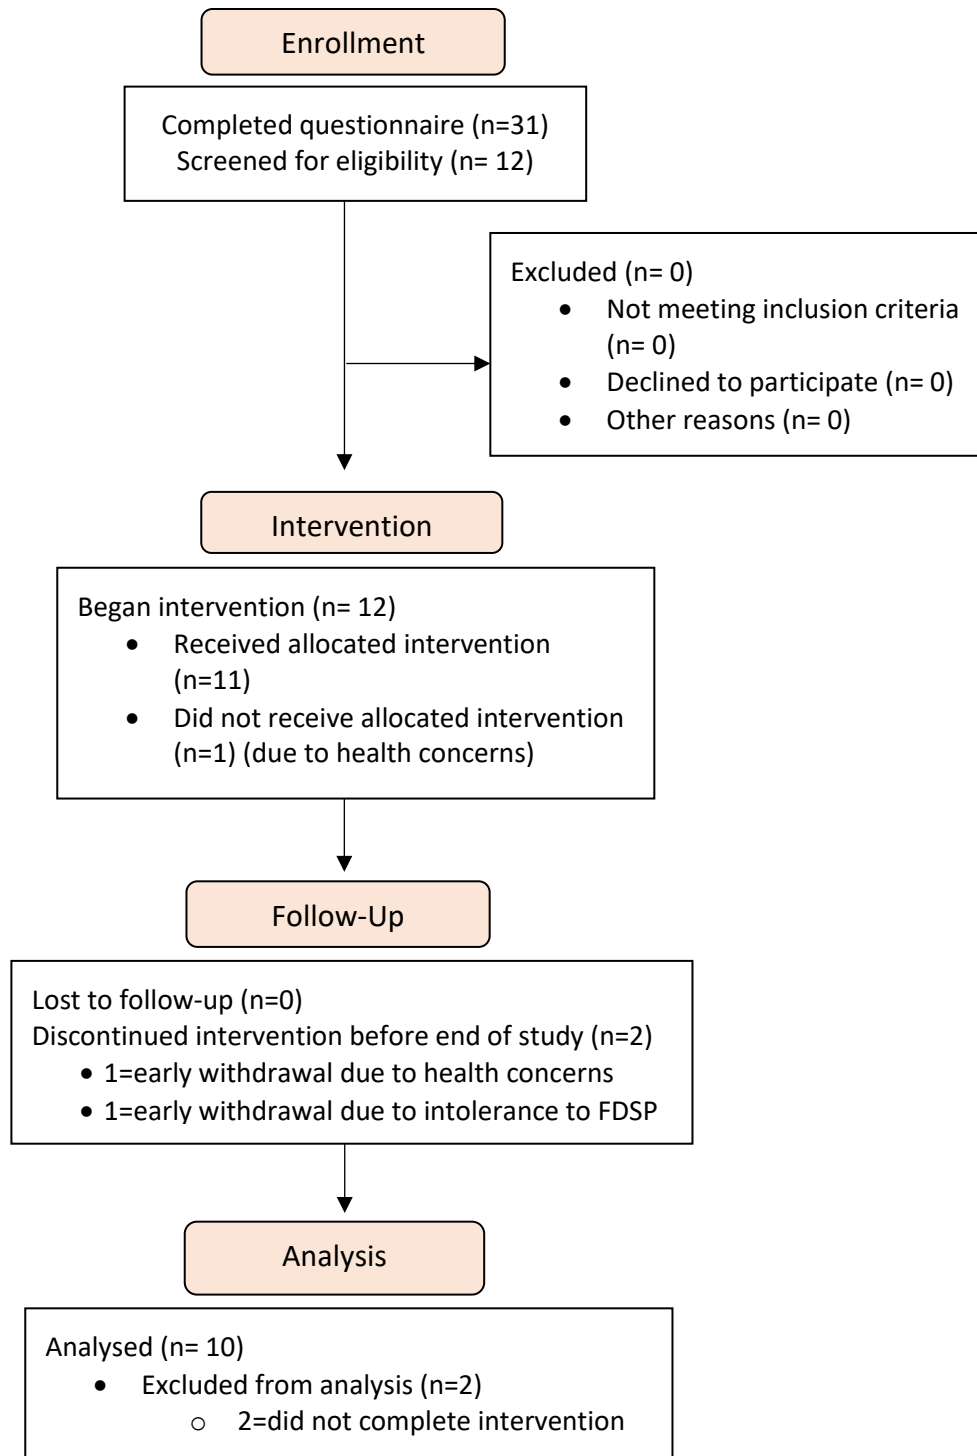 Enrollment
Completed questionnaire (n=31)
Screened for eligibility (n= 12)
Excluded (n= 0)
• Not meeting inclusion criteria
(n= 0)
• Declined to participate (n= 0)
• Other reasons (n= 0)
Intervention
Began intervention (n= 12)
• Received allocated intervention
(n=11)
• Did not receive allocated intervention
(n=1) (due to health concerns)
Follow-Up
Lost to follow-up (n=0)
Discontinued intervention before end of study (n=2)
• 1=early withdrawal due to health concerns
• 1=early withdrawal due to intolerance to FDSP
Analysis
Analysed (n= 10)
• Excluded from analysis (n=2)
o 2=did not complete intervention